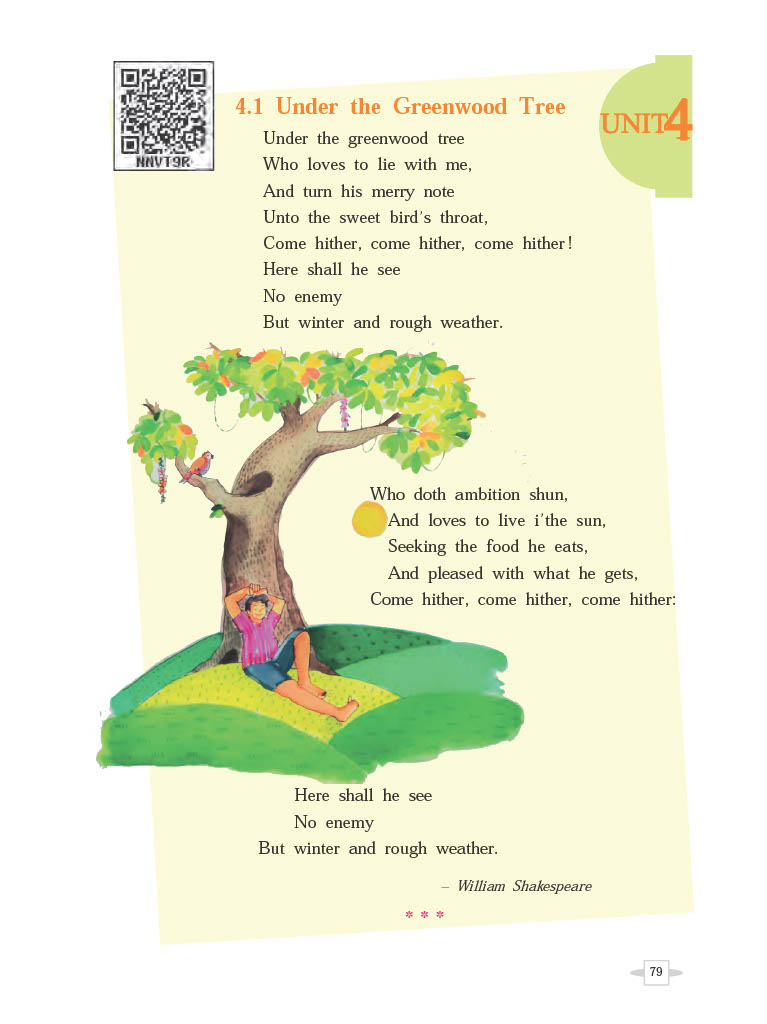 NNVT9R
4.1 Under the Greenwood Tree
UNIT4
Under the greenwood tree
Who loves to lie with me,
And turn his merry note
Unto the sweet bird's throat,
Come hither, come hither, come hither!
Here shall he see
No enemy
But winter and rough weather.
Who doth ambition shun,
And loves to live i'the sun,
Seeking the food he eats,
And pleased with what he gets,
Come hither, come hither, come hither:
Here shall he see
No enemy
But winter and rough weather.
– William Shakespeare
* * *
79